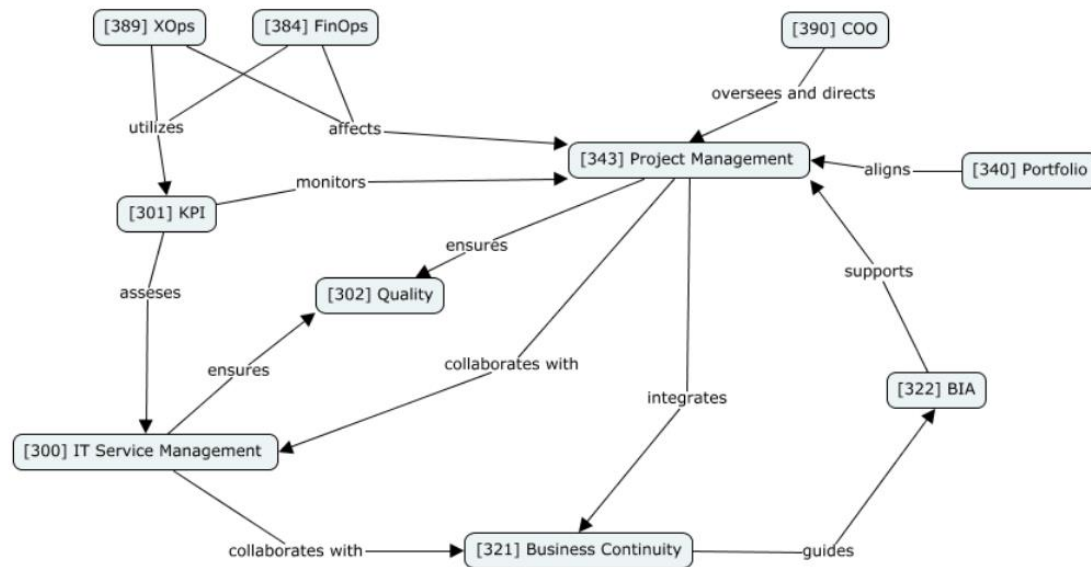 [389] XOps
[384] FinOps
[390] COO
oversees and directs
utilizes
affects
[343] Project Management
aligns
[340] Portfolio
monitors
[301] KPI
ensures
supports
asseses
[302] Quality
ensures
collaborates with
integrates
[322] BIA
[300] IT Service Management
collaborates with
[321] Business Continuity
guides